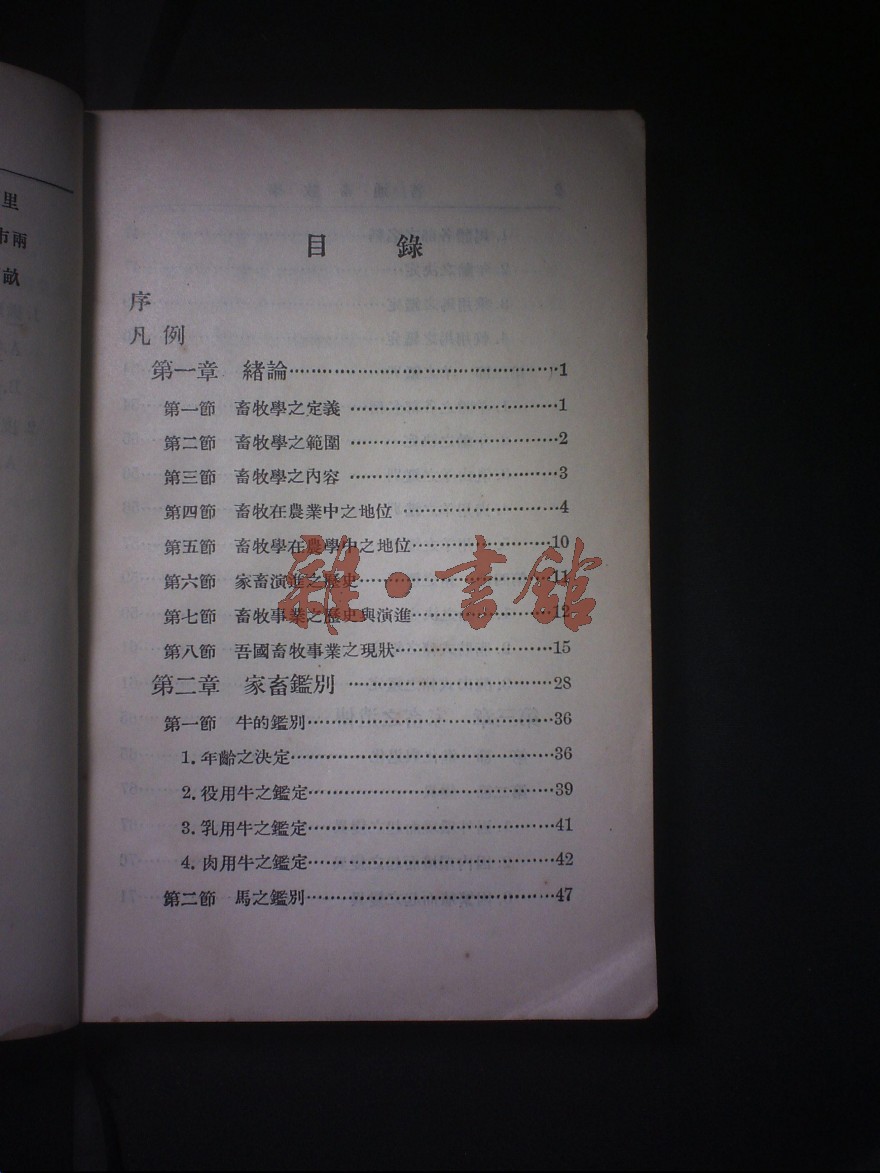 里
市兩
畝
目 錄
序
凡例
第一章 緒論…………………………1
第一節 畜牧學之定義…………………………1
第二節 畜牧學之範圍…………………………2
第三節 畜牧學之內容…………………………3
第四節 畜牧在農業中之地位…………………………4
第五節 畜牧學在農學中之地位…………………………10
第六節 家畜演進之歷史…………………………11
第七節 畜牧事業之歷史與演進…………………………12
第八節 吾國畜牧事業之現狀…………………………15
第二章 家畜鑑別…………………………28
第一節 牛的鑑別…………………………36
1.年齡之決定…………………………36
2.役用牛之鑑定…………………………39
3.乳用牛之鑑定…………………………41
4.肉用牛之鑑定…………………………42
第二節 馬之鑑別…………………………47
雜·書館